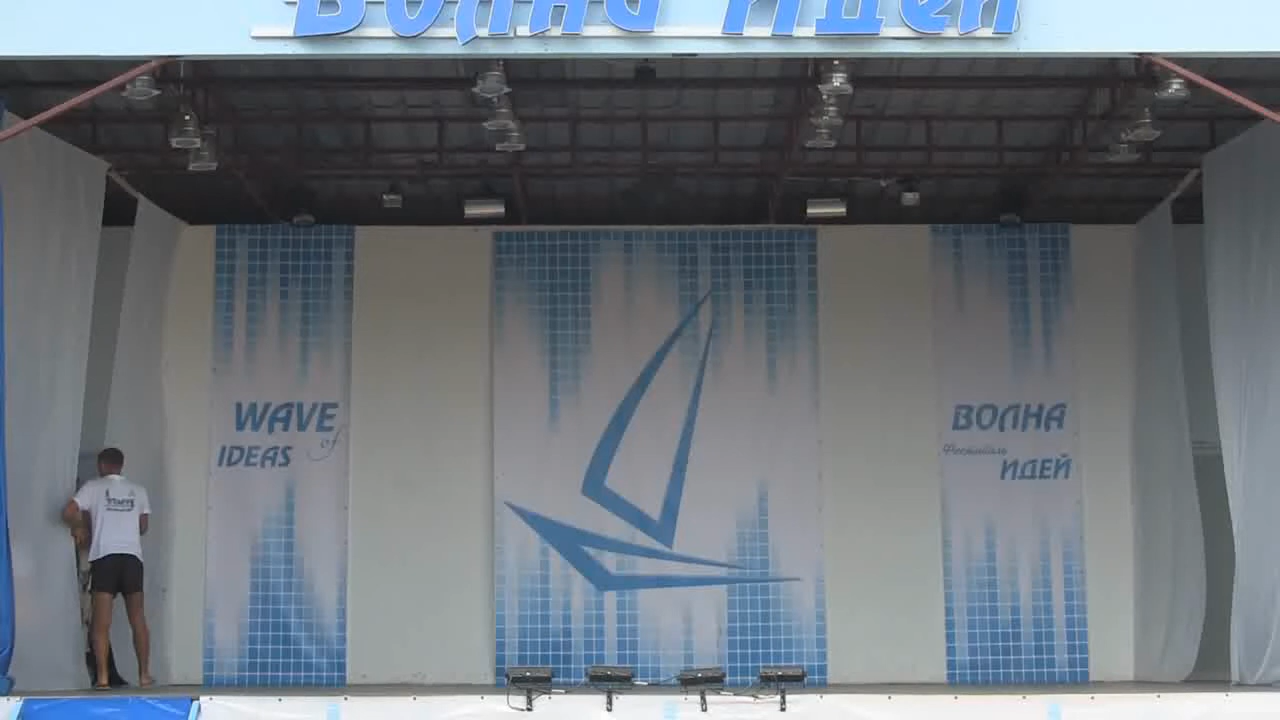 Волна Идей
WAVE
of
IDEAS
ВОЛНА
Фестиваль
ИДЕЙ